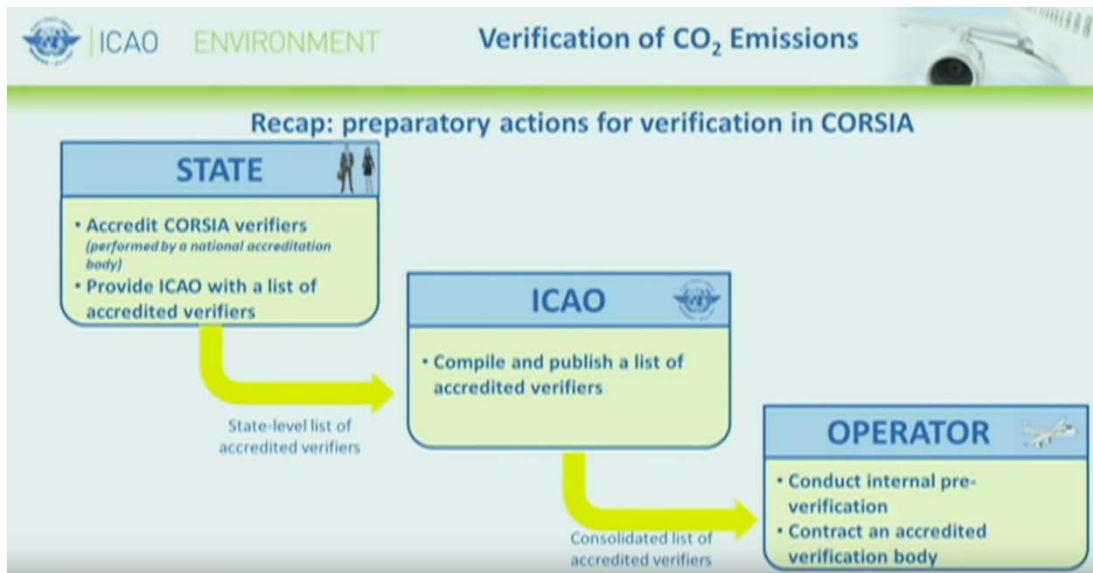 ICAO ENVIRONMENT
Verification of CO₂ Emissions
Recap: preparatory actions for verification in CORSIA
STATE
• Accredit CORSIA verifiers
(performed by a national accreditation
body)
• Provide ICAO with a list of
accredited verifiers
State-level list of
accredited verifiers
ICAO
• Compile and publish a list of
accredited verifiers
Consolidated list of
accredited verifiers
OPERATOR
• Conduct internal pre-
verification
• Contract an accredited
verification body